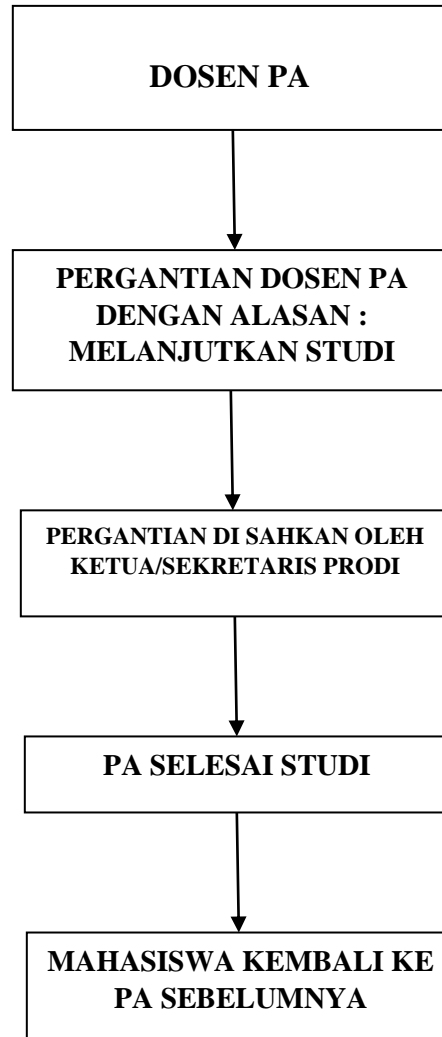 DOSEN PA
PERGANTIAN DOSEN PA
DENGAN ALASAN :
MELANJUTKAN STUDI
PERGANTIAN DI SAHKAN OLEH
KETUA/SEKRETARIS PRODI
PA SELESAI STUDI
MAHASISWA KEMBALI KE
PA SEBELUMNYA